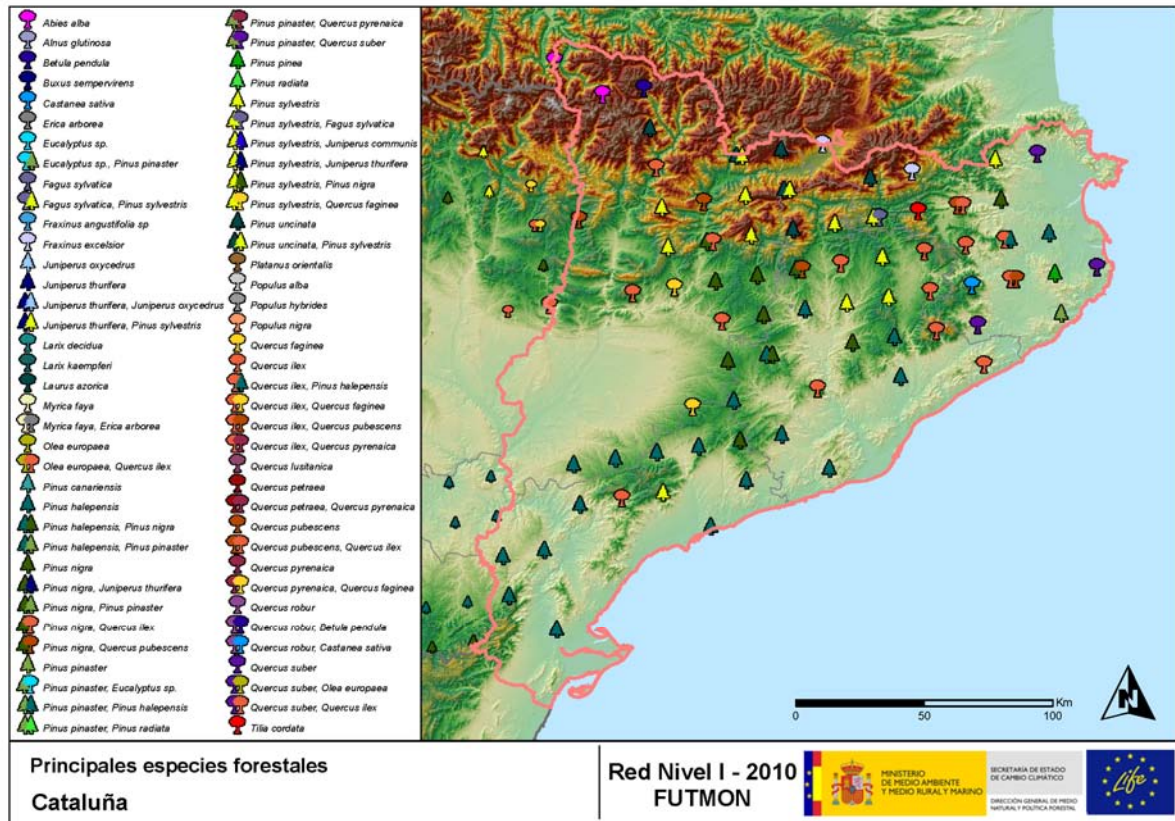 Abies alba
Alnus glutinosa
Betula pendula
Buxus sempervirens
Castanea sativa
Erica arborea
Eucalyptus sp.
Eucalyptus sp., Pinus pinaster
Fagus sylvatica
Fagus sylvatica, Pinus sylvestris
Fraxinus angustifolia sp
Fraxinus excelsior
Juniperus oxycedrus
Juniperus thurifera
Juniperus thurifera, Juniperus oxycedrus
Juniperus thurifera, Pinus sylvestris
Larix decidua
Larix kaempferi
Laurus azorica
Myrica faya
Myrica faya, Erica arborea
Olea europaea
Olea europaea, Quercus ilex
Pinus canariensis
Pinus halepensis
Pinus halepensis, Pinus nigra
Pinus halepensis, Pinus pinaster
Pinus nigra
Pinus nigra, Juniperus thurifera
Pinus nigra, Pinus pinaster
Pinus nigra, Quercus ilex
Pinus nigra, Quercus pubescens
Pinus pinaster
Pinus pinaster, Eucalyptus sp.
Pinus pinaster, Pinus halepensis
Pinus pinaster, Pinus radiata
Pinus pinaster, Quercus pyrenaica
Pinus pinaster, Quercus suber
Pinus pinea
Pinus radiata
Pinus sylvestris
Pinus sylvestris, Fagus sylvatica
Pinus sylvestris, Juniperus communis
Pinus sylvestris, Juniperus thurifera
Pinus sylvestris, Pinus nigra
Pinus sylvestris, Quercus faginea
Pinus uncinata
Pinus uncinata, Pinus sylvestris
Platanus orientalis
Populus alba
Populus hybrides
Populus nigra
Quercus faginea
Quercus ilex
Quercus ilex, Pinus halepensis
Quercus ilex, Quercus faginea
Quercus ilex, Quercus pubescens
Quercus ilex, Quercus pyrenaica
Quercus lusitanica
Quercus petraea
Quercus petraea, Quercus pyrenaica
Quercus pubescens
Quercus pubescens, Quercus ilex
Quercus pyrenaica
Quercus pyrenaica, Quercus faginea
Quercus robur
Quercus robur, Betula pendula
Quercus robur, Castanea sativa
Quercus suber
Quercus suber, Olea europaea
Quercus suber, Quercus ilex
Tilia cordata
Km
0 50 100
N
Principales especies forestales
Cataluña
Red Nivel I - 2010
FUTMON
MINISTERIO
DE MEDIO AMBIENTE
Y MEDIO RURAL Y MARINO
SECRETARÍA DE ESTADO
DE CAMBIO CLIMÁTICO
DIRECCIÓN GENERAL DE MEDIO
NATURAL Y POLÍTICA FORESTAL
Life